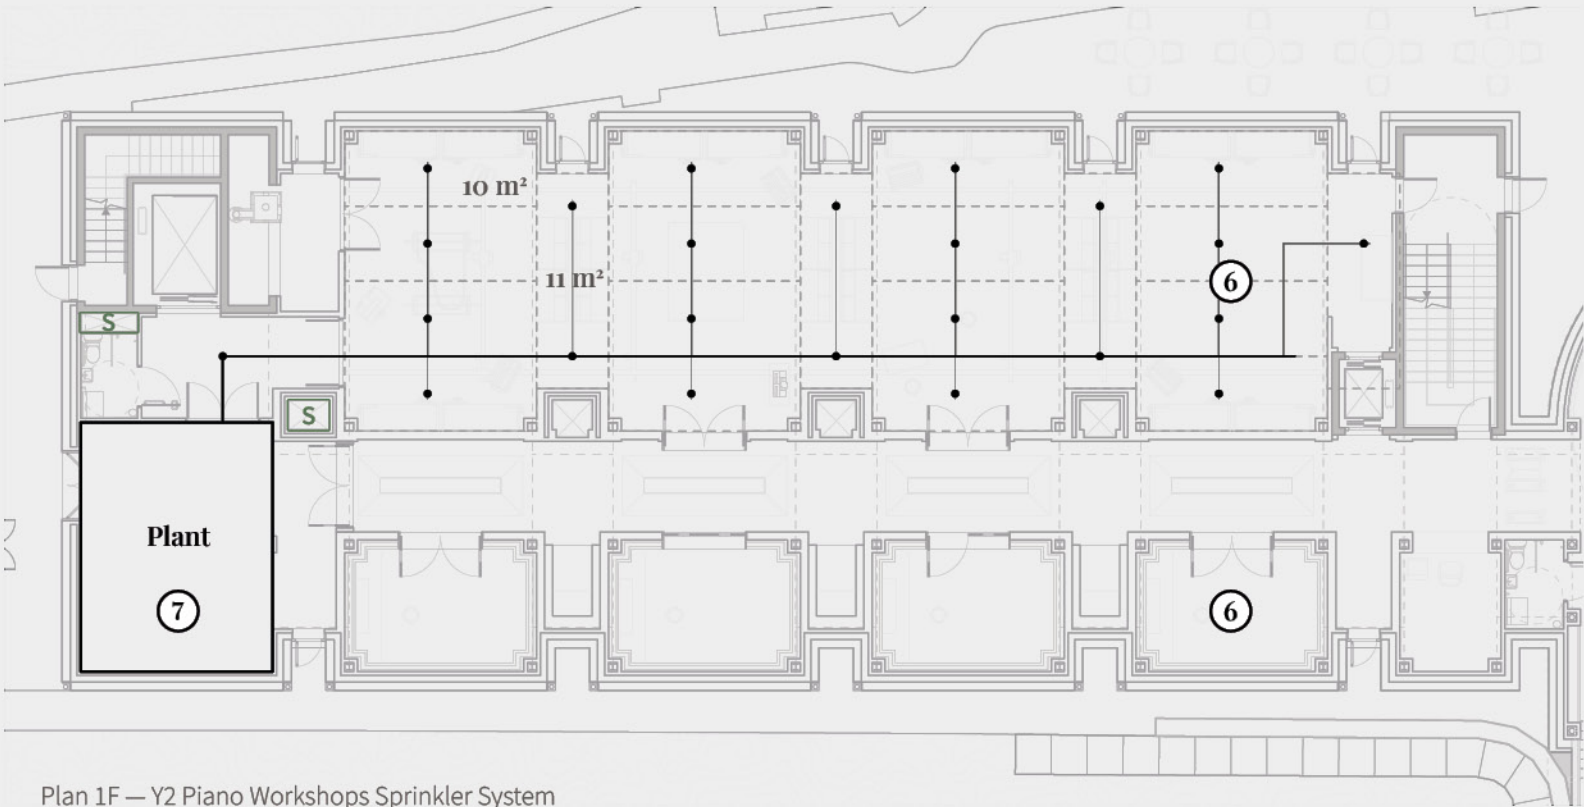 10 m²
11 m²
6
S
S
Plant
7
6
Plan 1F — Y2 Piano Workshops Sprinkler System